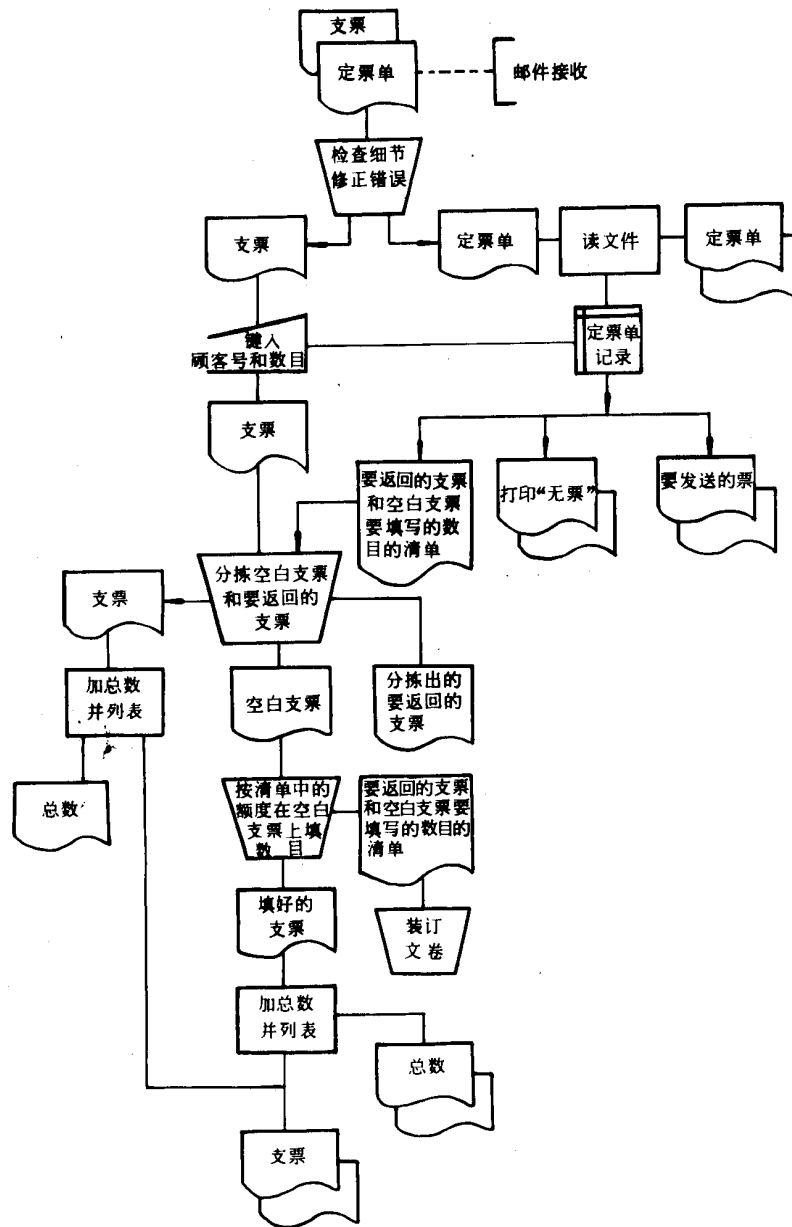 支票
定票单
邮件接收
检查细节
修正错误
支票
定票单
读文件
定票单
键入
顾客号和数目
定票单
记录
支票
要返回的支票
和空白支票
要填写的数
目的清单
打印“无票”
要发送的票
分拣空白支票
和要返回的
支票
支票
加总数
并列表
空白支票
分拣出的
要返回的
支票
总数
按清单中的
额度在空白
支票上填
数目
要返回的支票
和空白支票要
填写的数目的
清单
填好的
支票
装订
文卷
加总数
并列表
总数
支票